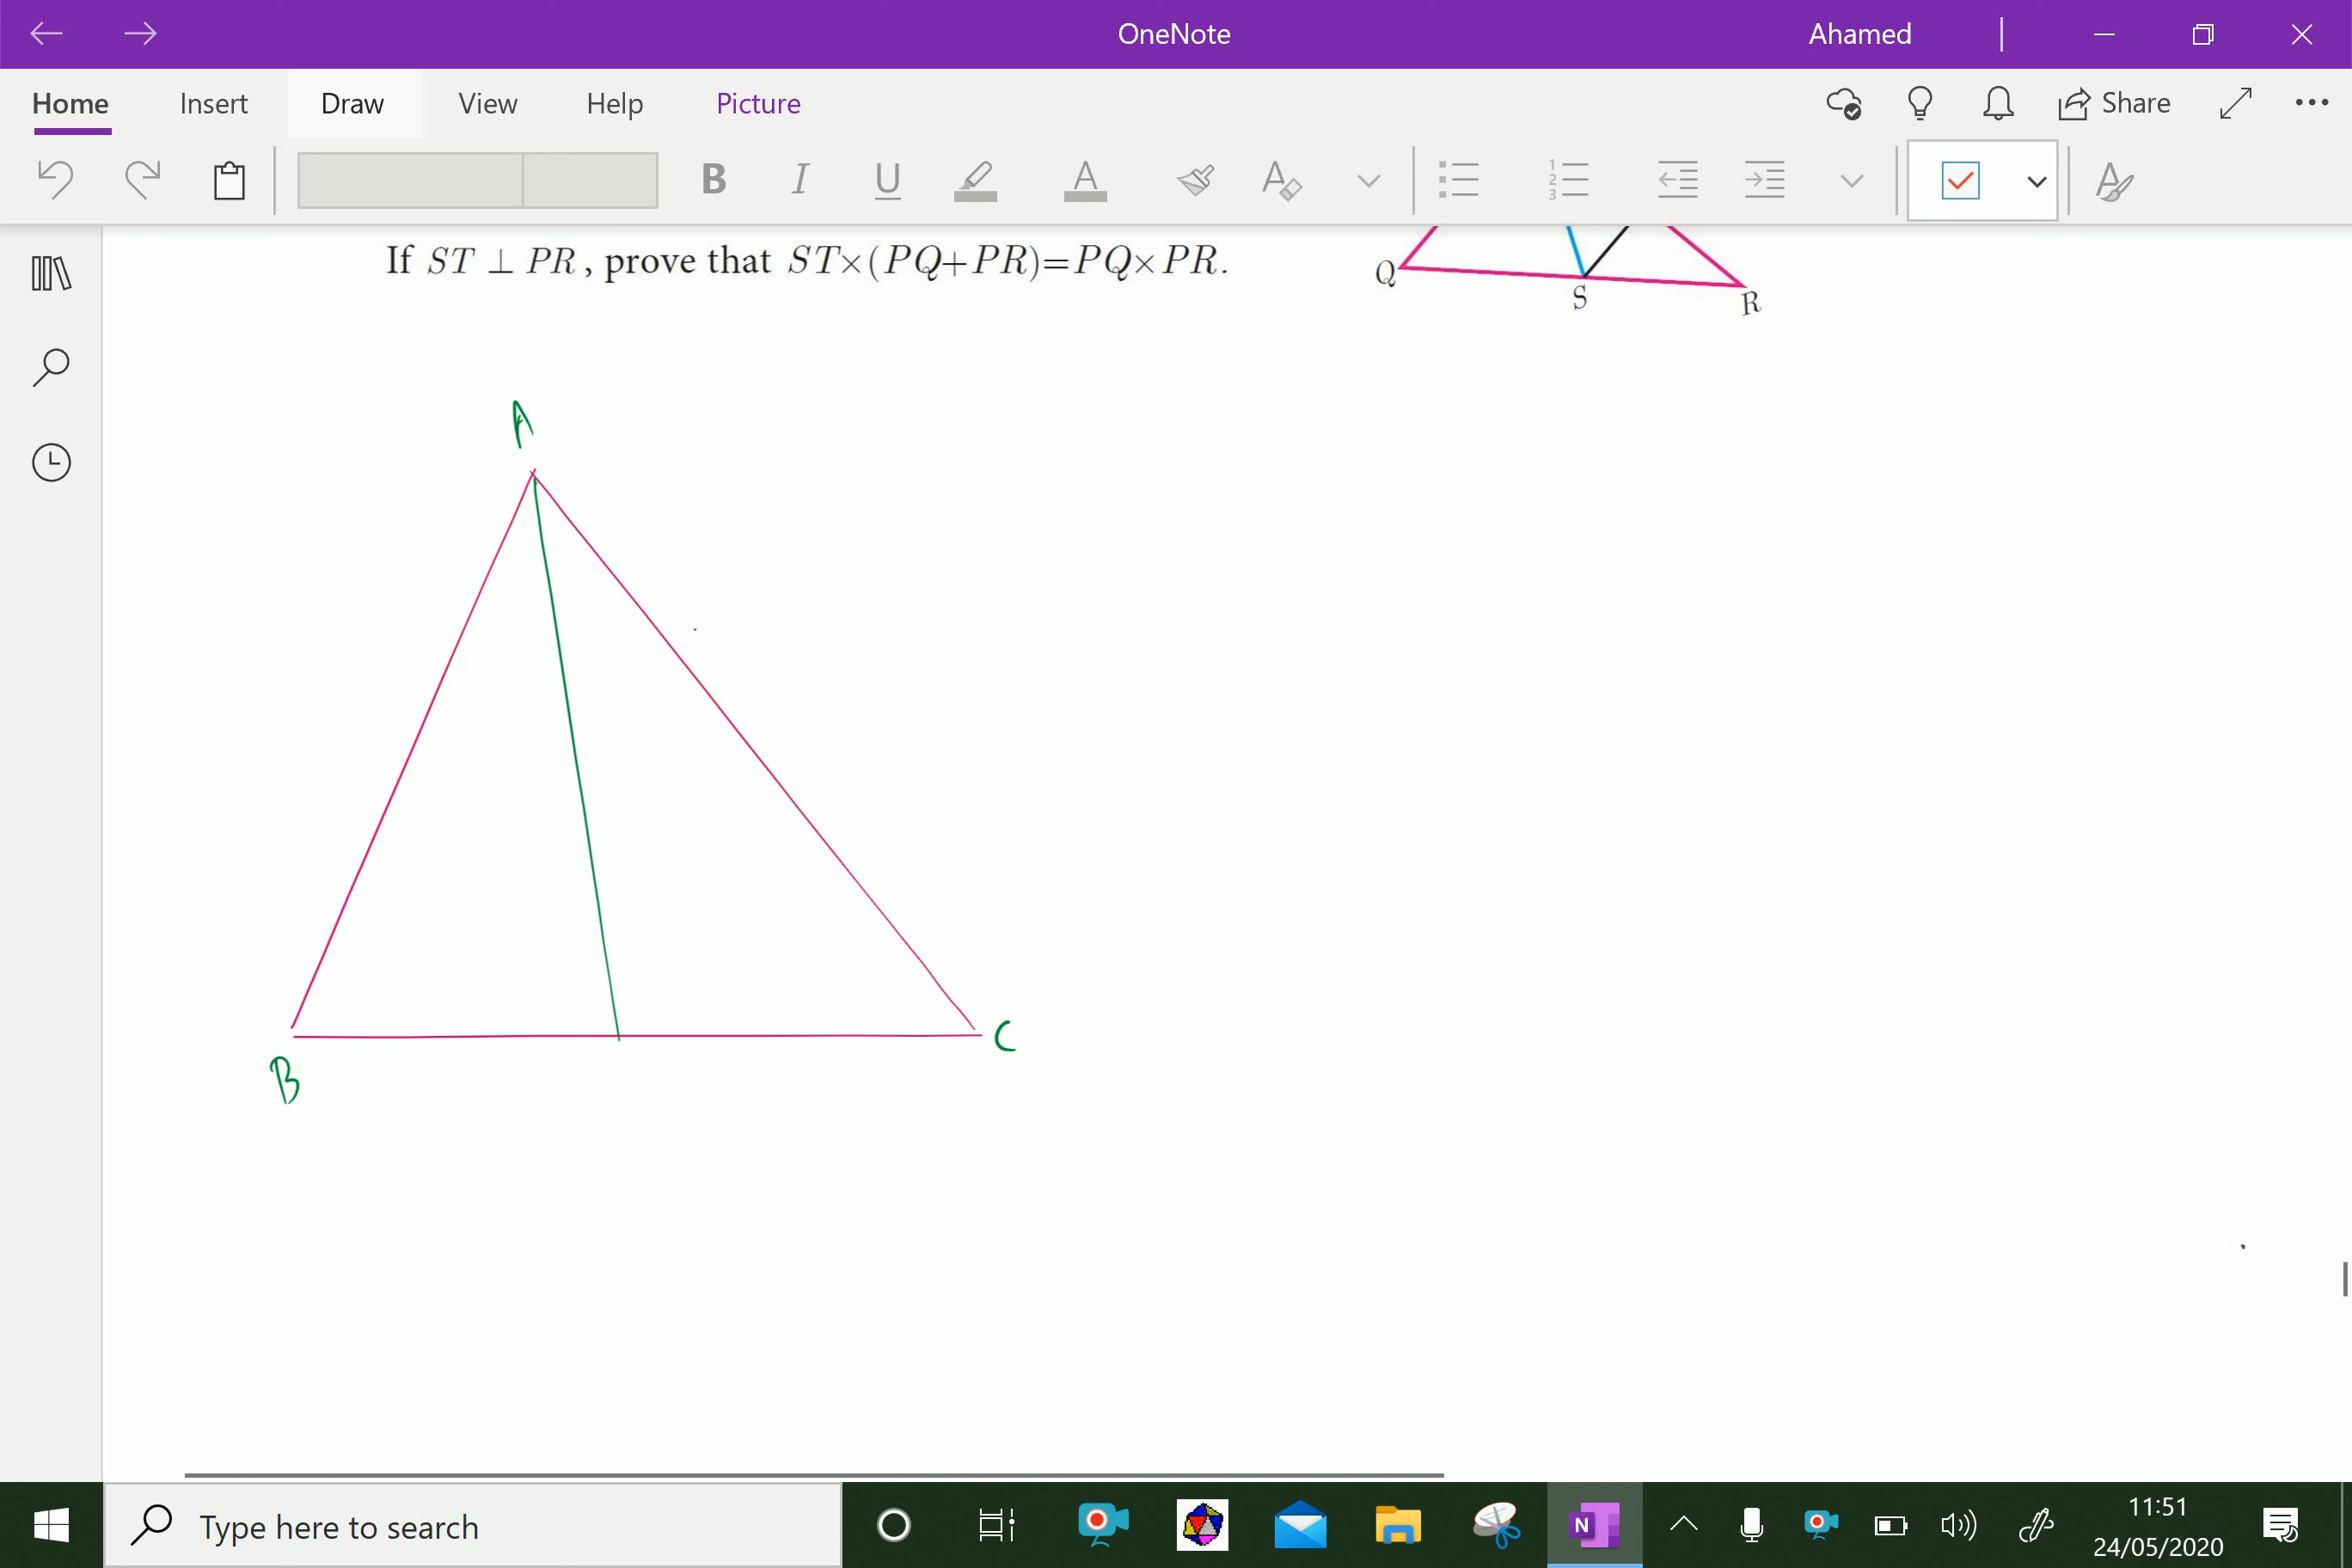 OneNote
Ahamed
Home Insert Draw View Help Picture
Share
B I U A A
If ST ⊥ PR, prove that ST×(PQ+PR)=PQ×PR.
Q
S
R
A
B
C
Type here to search
N
11:51
24/05/2020